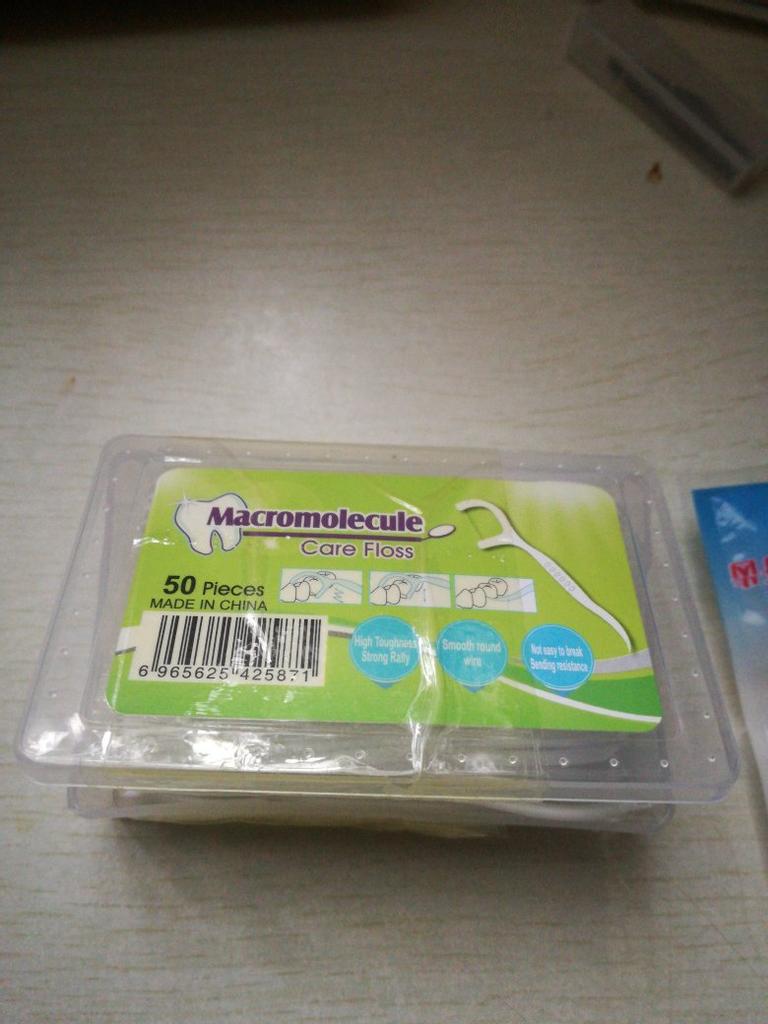 Macromolecule
Care Floss
50 Pieces
MADE IN CHINA
6 965625 425871
High Toughness
Strong Rally
Smooth round
wire
Not easy to break
Sending resistance